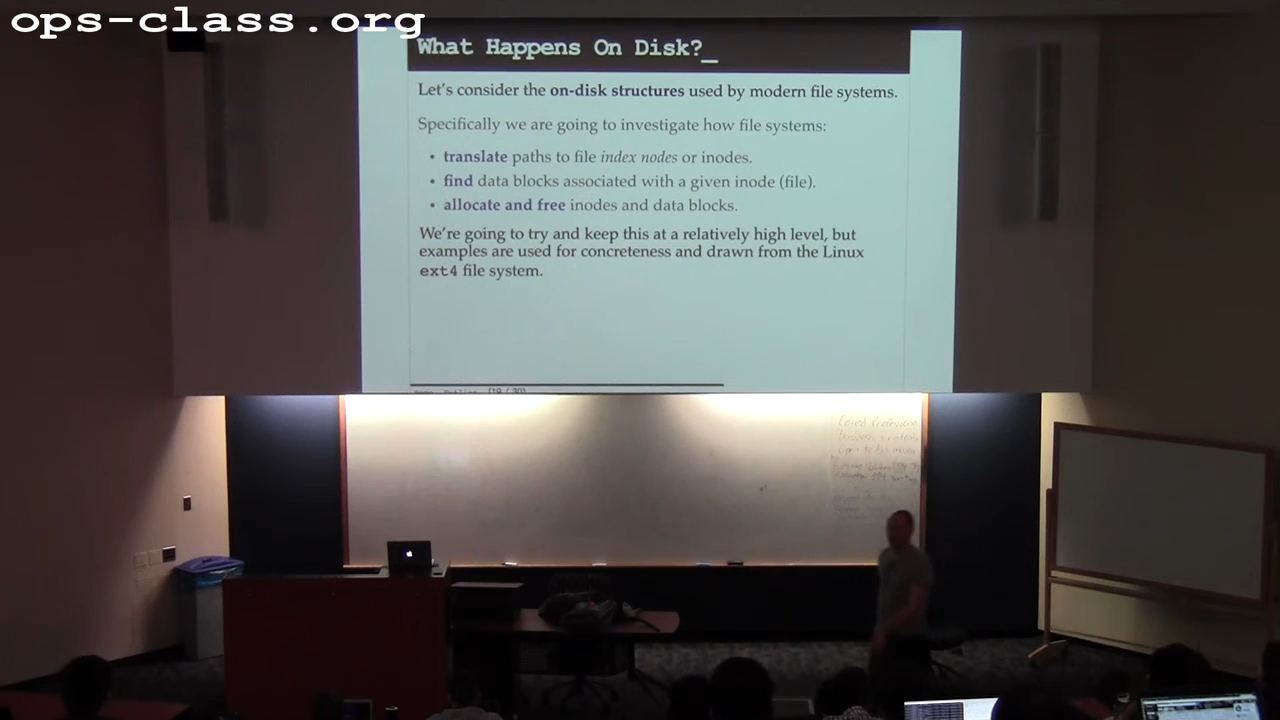 ops-class.org
What Happens On Disk?_
Let's consider the on-disk structures used by modern file systems.
Specifically we are going to investigate how file systems:
• translate paths to file index nodes or inodes.
• find data blocks associated with a given inode (file).
• allocate and free inodes and data blocks.
We're going to try and keep this at a relatively high level, but
examples are used for concreteness and drawn from the Linux
ext4 file system.